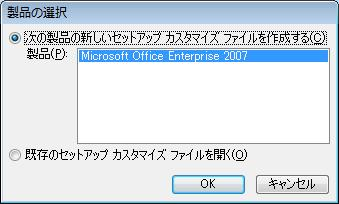 製品の選択
次の製品の新しいセットアップ カスタマイズ ファイルを作成する(C)
製品(P):
Microsoft Office Enterprise 2007
既存のセットアップ カスタマイズ ファイルを開く(O)
OK
キャンセル